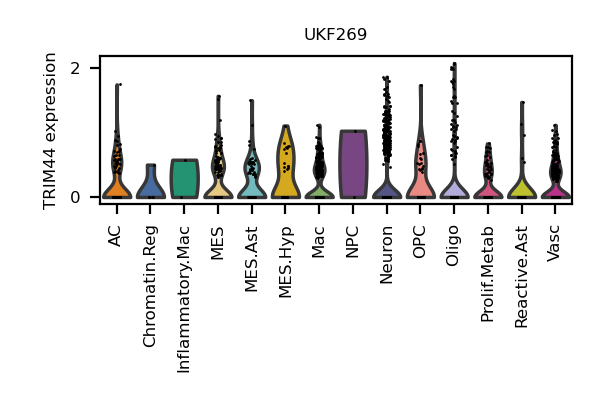 UKF269
TRIM44 expression
2
0
AC
Chromatin.Reg
Inflammatory.Mac
MES
MES.Ast
MES.Hyp
Mac
NPC
Neuron
OPC
Oligo
Prolif.Metab
Reactive.Ast
Vasc